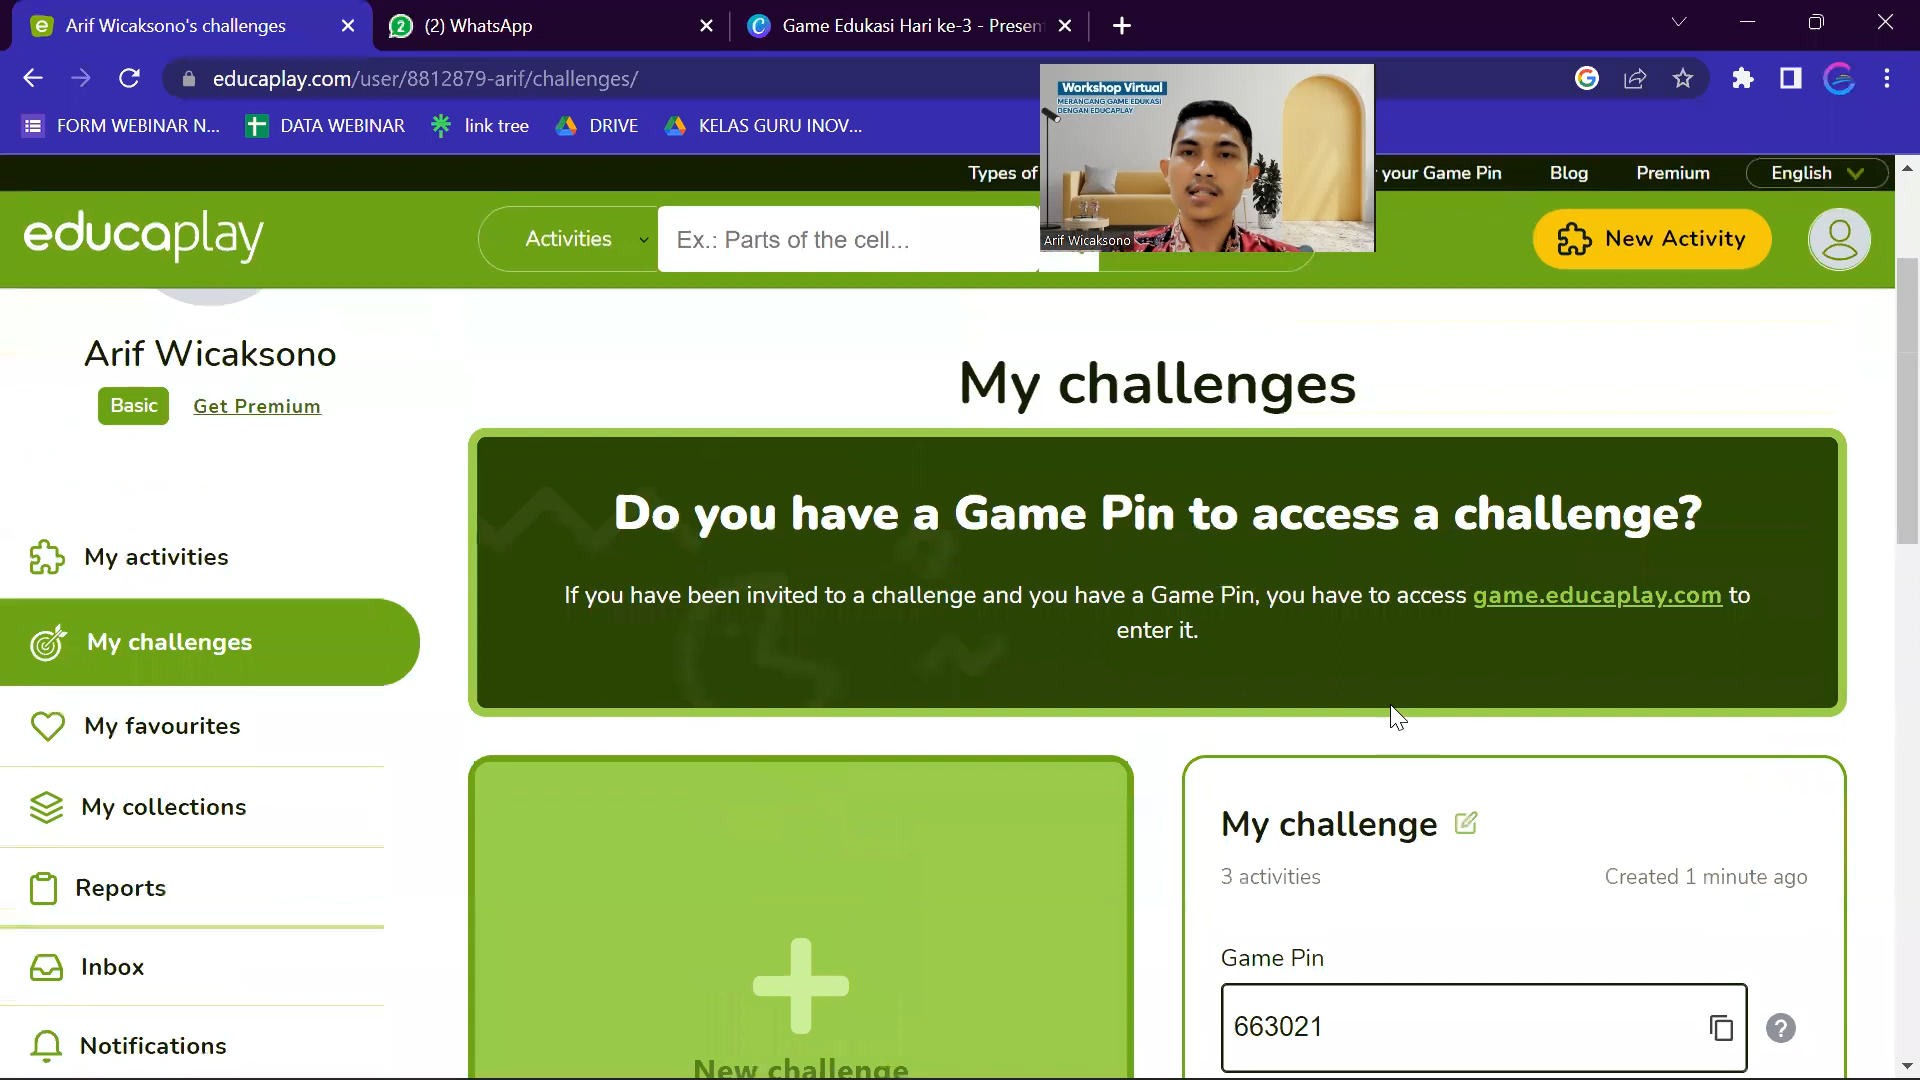 Arif Wicaksono's challenges
(2) WhatsApp
Game Edukasi Hari ke-3 - Presen
educaplay.com/user/8812879-arif/challenges/
FORM WEBINAR N...
DATA WEBINAR
link tree
DRIVE
KELAS GURU INOV...
Workshop Virtual
MERANCANG GAME EDUKASI
DENGAN EDUCAPLAY
Arif Wicaksono
Types of
your Game Pin
Blog
Premium
English
educaplay
Activities
Ex.: Parts of the cell...
New Activity
Arif Wicaksono
Basic
Get Premium
My activities
My challenges
My favourites
My collections
Reports
Inbox
Notifications
My challenges
Do you have a Game Pin to access a challenge?
If you have been invited to a challenge and you have a Game Pin, you have to access game.educaplay.com to
enter it.
New challenge
My challenge
3 activities
Created 1 minute ago
Game Pin
663021
?